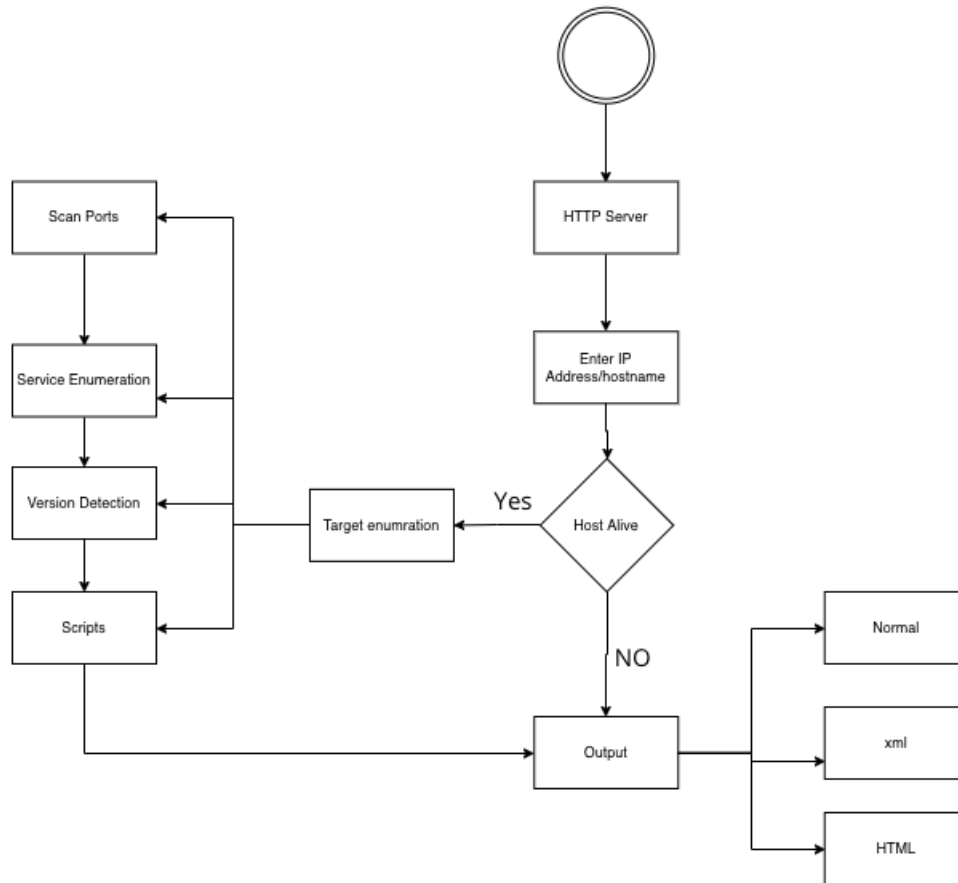 HTTP Server
Scan Ports
Enter IP
Address/hostname
Service Enumeration
Version Detection
Target enumration
Yes
Host Alive
Scripts
NO
Normal
Output
xml
HTML